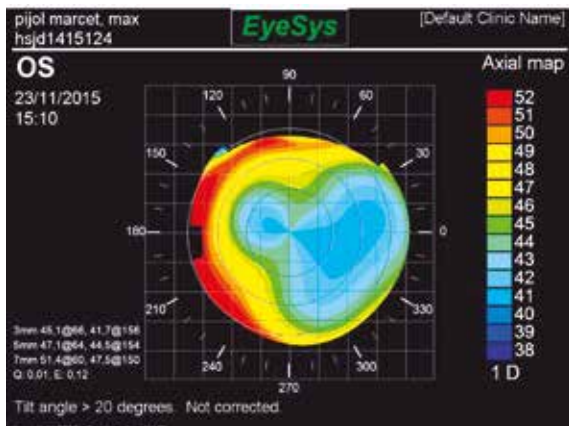 pijol marcet, max
hsjd1415124
EyeSys
[Default Clinic Name]
OS
23/11/2015
15:10
Axial map
90
120
60
150
30
180
0
210
330
240
300
270
52
51
50
49
48
47
46
45
44
43
42
41
40
39
38
1 D
3mm 45,1@66, 41,7@156
5mm 47,1@64, 44,5@154
7mm 51,4@60, 47,5@150
Q: 0,01, E: 0,12
Tilt angle > 20 degrees. Not corrected.